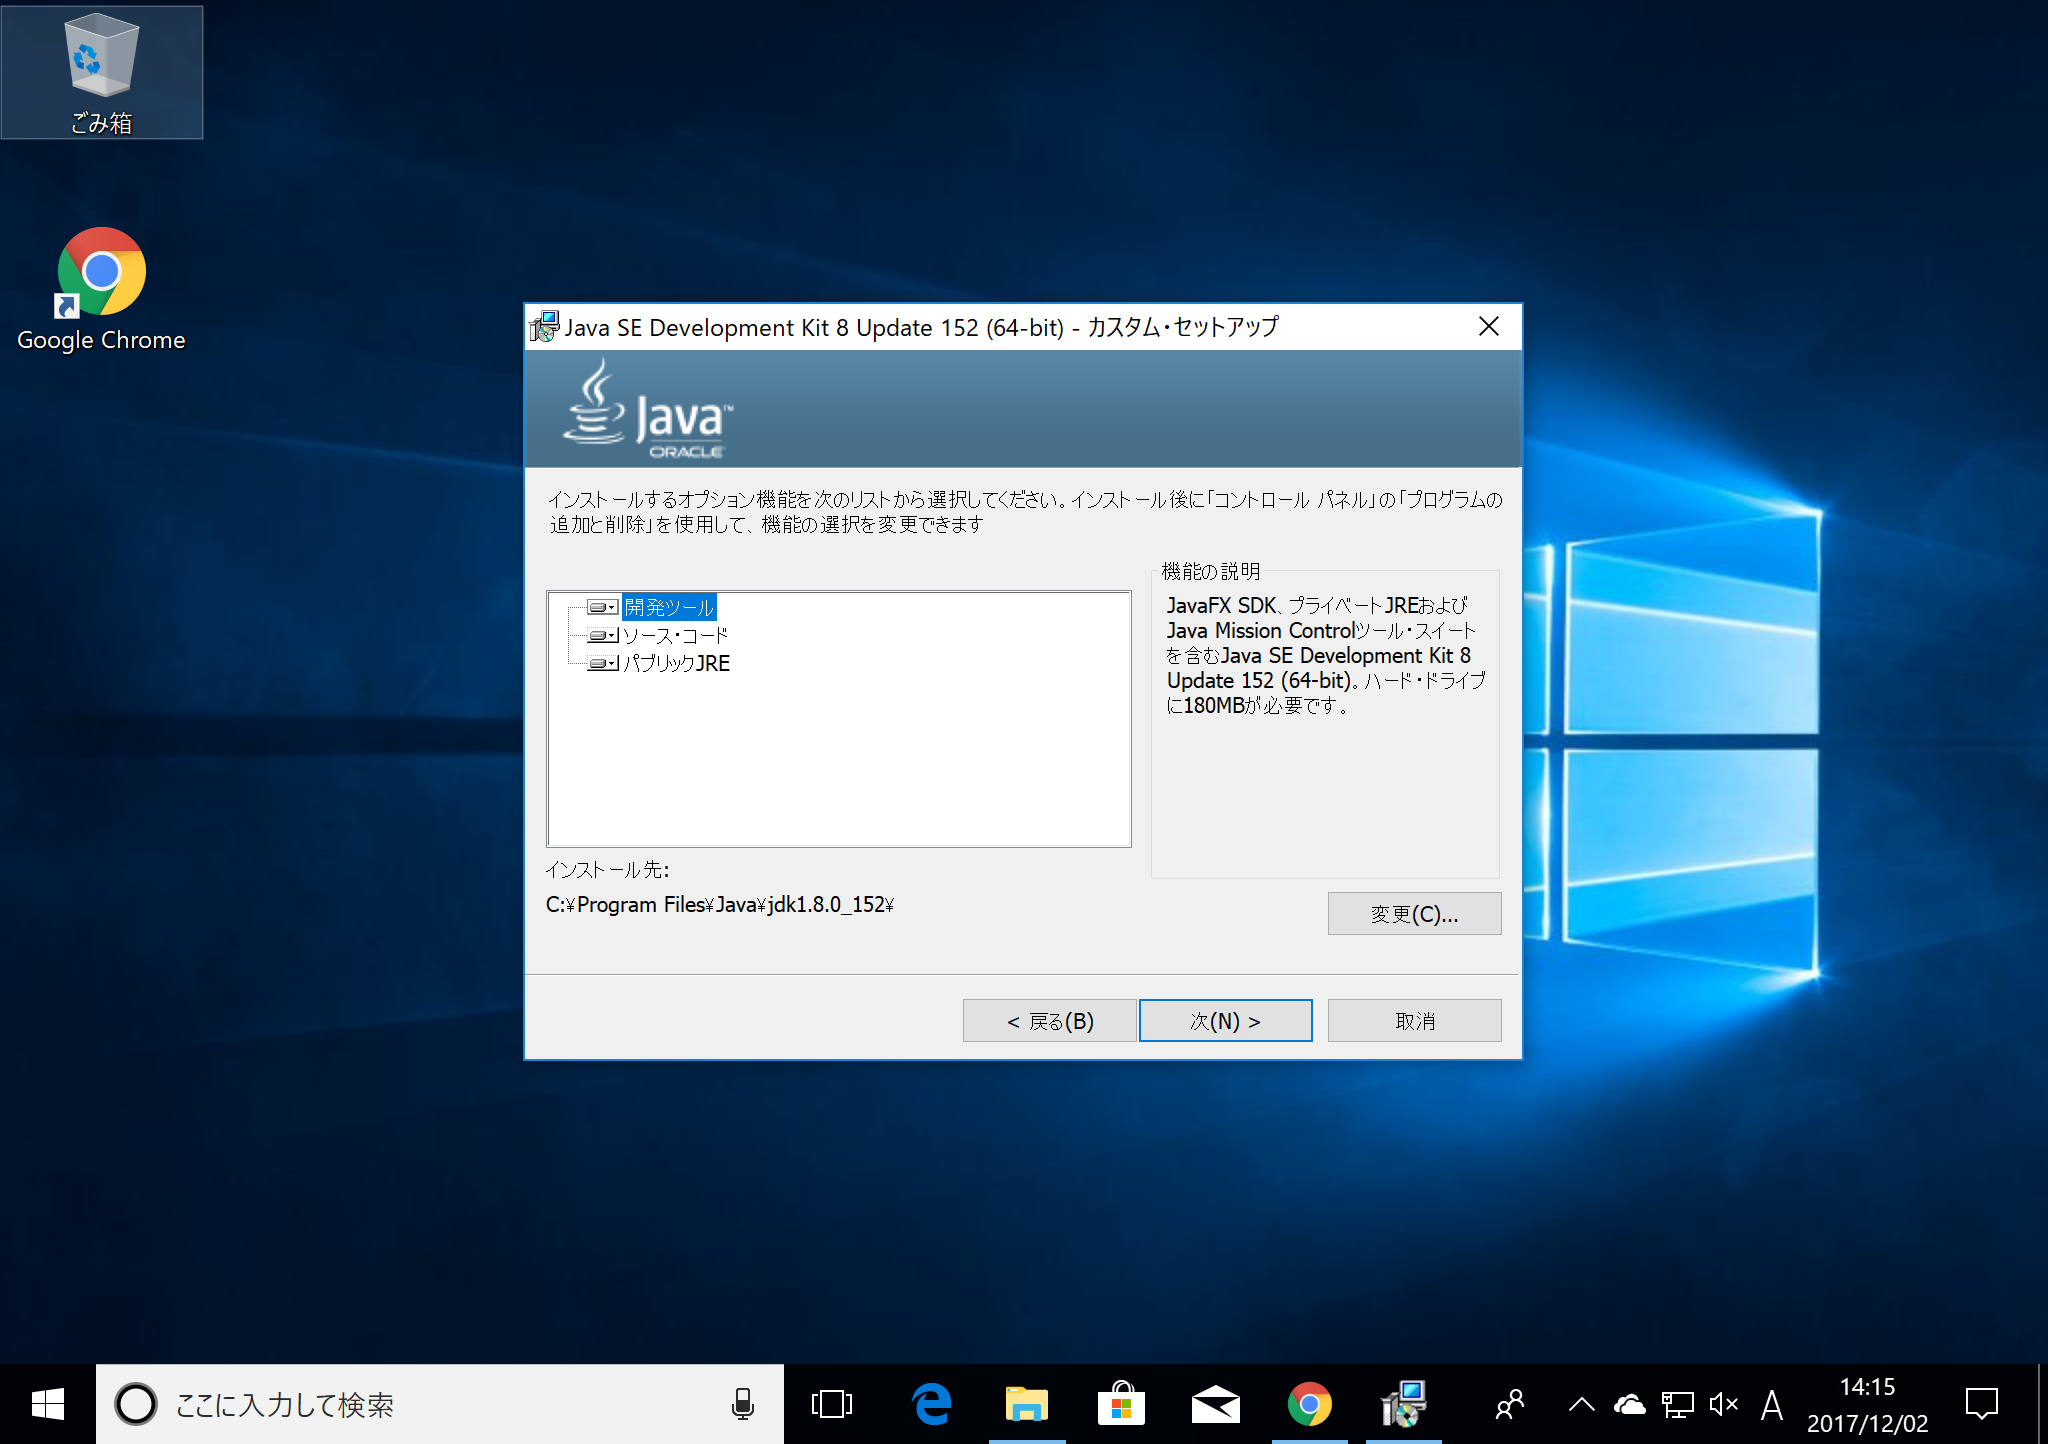 ごみ箱
Google Chrome
Java SE Development Kit 8 Update 152 (64-bit) - カスタム・セットアップ
Java™
ORACLE
インストールするオプション機能を次のリストから選択してください。インストール後に「コントロール パネル」の「プログラムの
追加と削除」を使用して、機能の選択を変更できます
開発ツール
ソース・コード
パブリックJRE
機能の説明
JavaFX SDK、プライベートJREおよび
Java Mission Controlツール・スイート
を含むJava SE Development Kit 8
Update 152 (64-bit)。ハード・ドライブ
に180MBが必要です。
インストール先:
C:¥Program Files¥Java¥jdk1.8.0_152¥
変更(C)...
< 戻る(B)
次(N) >
取消
ここに入力して検索
A
14:15
2017/12/02